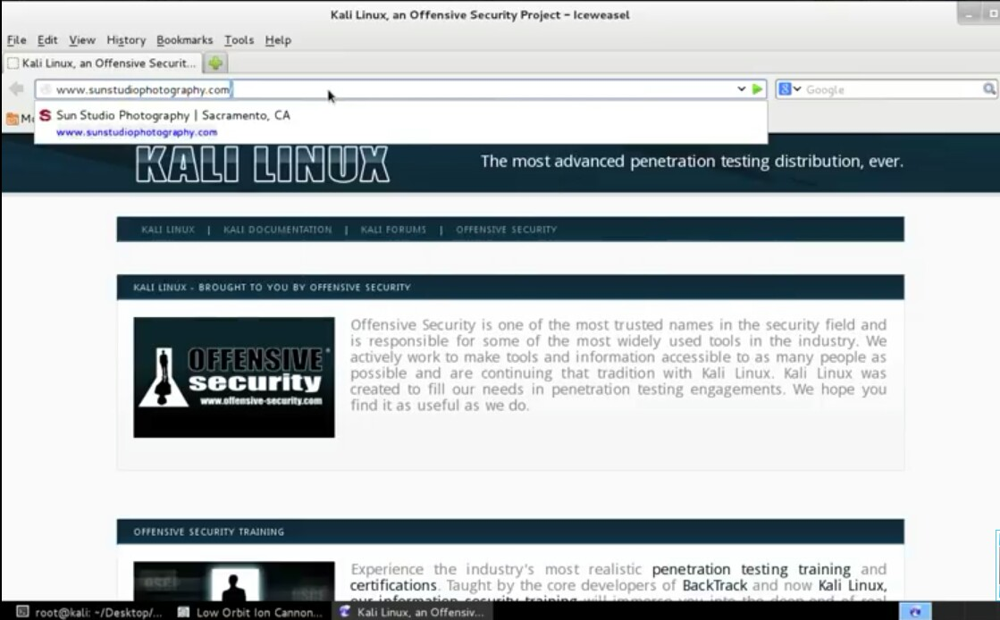 Kali Linux, an Offensive Security Project - Iceweasel
File Edit View History Bookmarks Tools Help
Kali Linux, an Offensive Securit...
www.sunstudiophotography.com/
Google
Sun Studio Photography | Sacramento, CA
www.sunstudiophotography.com
KALI LINUX
The most advanced penetration testing distribution, ever.
KALI LINUX | KALI DOCUMENTATION | KALI FORUMS | OFFENSIVE SECURITY
KALI LINUX - BROUGHT TO YOU BY OFFENSIVE SECURITY
OFFENSIVE
security
www.offensive-security.com
Offensive Security is one of the most trusted names in the security field and
is responsible for some of the most widely used tools in the industry. We
actively work to make tools and information accessible to as many people as
possible and are continuing that tradition with Kali Linux. Kali Linux was
created to fill our needs in penetration testing engagements. We hope you
find it as useful as we do.
OFFENSIVE SECURITY TRAINING
Experience the industry's most realistic penetration testing training and
certifications. Taught by the core developers of BackTrack and now Kali Linux,
our information security training will immerse you into the deep-end of real
root@kali: ~/Desktop/...
Low Orbit Ion Cannon...
Kali Linux, an Offensiv...